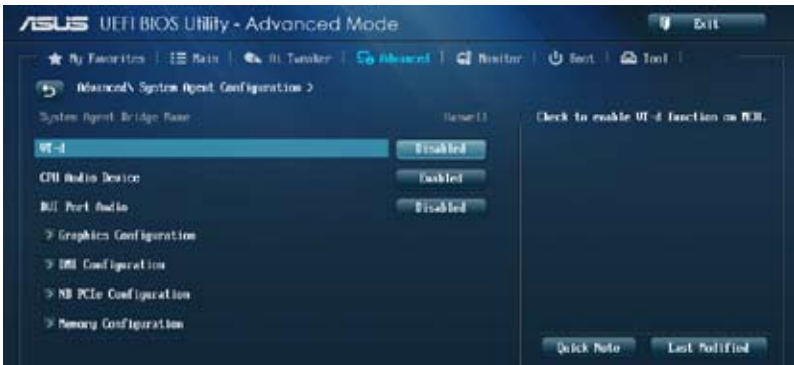 ASUS UEFI BIOS Utility - Advanced Mode
Exit
My Favorites | Main | Ai Tweaker | Advanced | Monitor | Boot | Tool |
Advanced\ System Agent Configuration >
System Agent Bridge Name Haswell
VT-d Disabled
CPU Audio Device Enabled
DVI Port Audio Disabled
> Graphics Configuration
> DMI Configuration
> NB PCIe Configuration
> Memory Configuration
Check to enable VT-d function on MCH.
Quick Note Last Modified